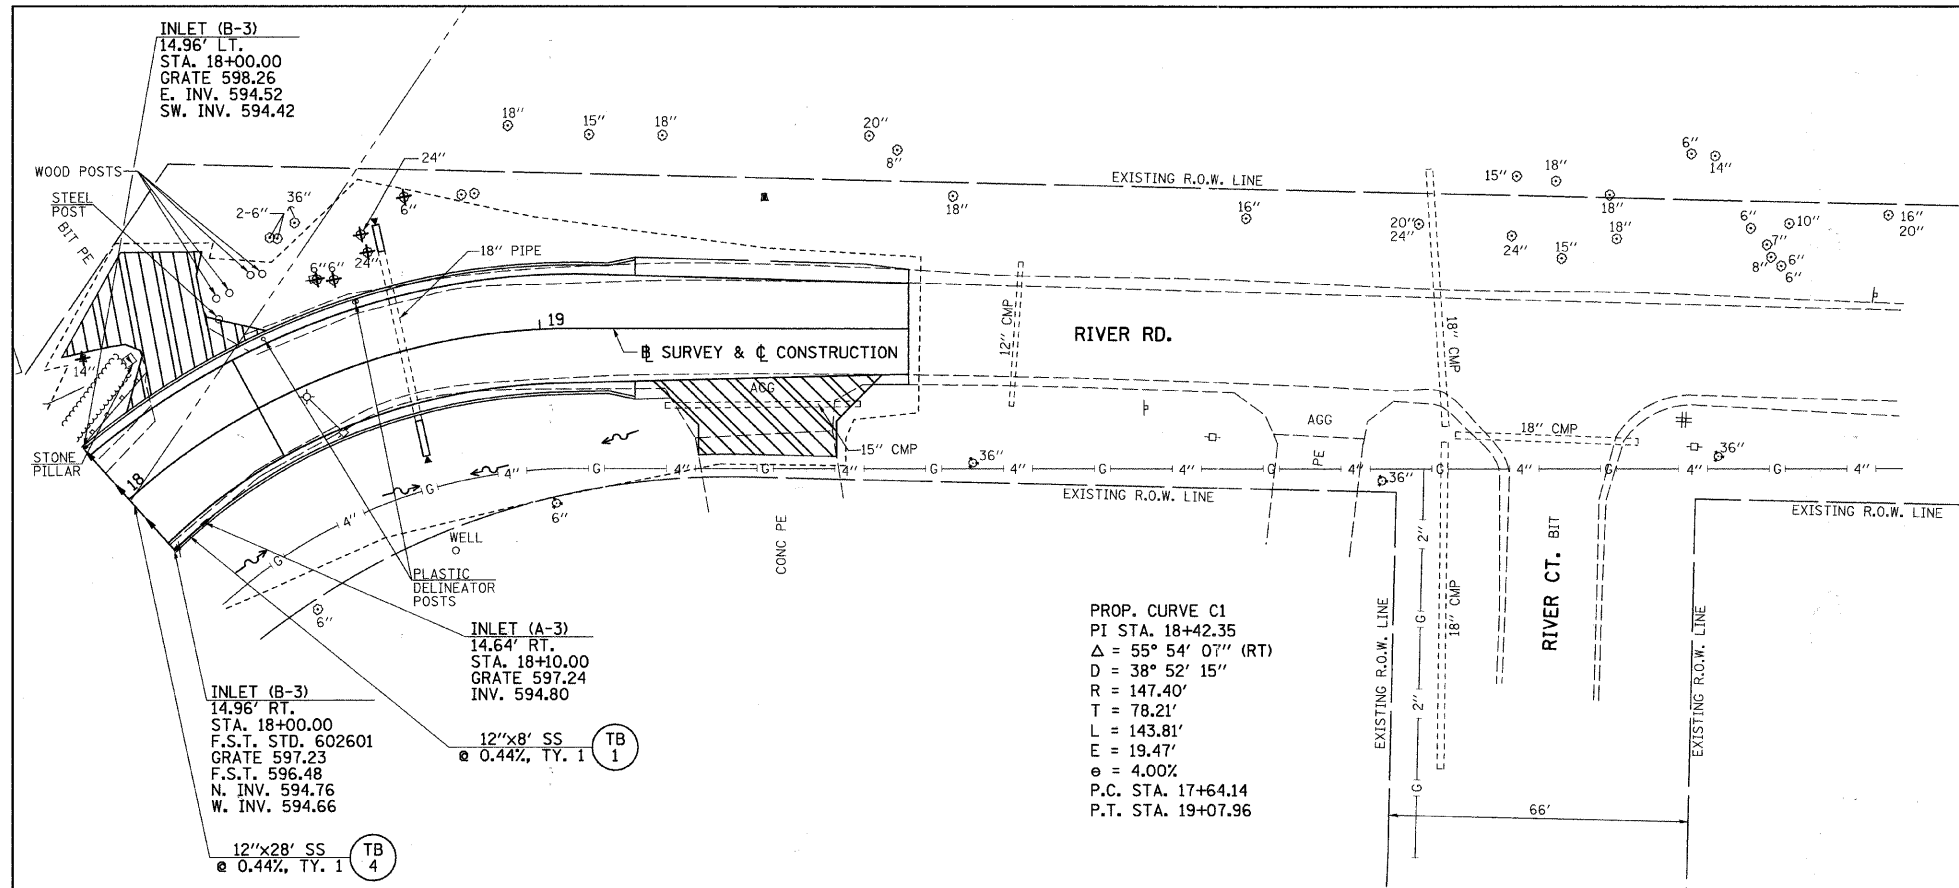 INLET (B-3)
14.96' LT.
STA. 18+00.00
GRATE 598.26
E. INV. 594.52
SW. INV. 594.42
WOOD POSTS
STEEL
POST
BIT PE
2-6"
36"
24"
6"
18"
15"
18"
20"
8"
18"
16"
EXISTING R.O.W. LINE
15"
18"
18"
6"
14"
20"
24"
24"
15"
18"
6"
10"
7"
8"
6"
6"
16"
20"
6" 6"
24"
18" PIPE
14"
19
℄ SURVEY & ℄ CONSTRUCTION
12" CMP
RIVER RD.
18" CMP
AGG
15" CMP
AGG
PE
18" CMP
STONE
PILLAR
18
G 4" G 4" G 4" G 4" G 4" G 4" G 4" G 4" G 4" G 4"
36"
36"
36"
EXISTING R.O.W. LINE
EXISTING R.O.W. LINE
6"
WELL
CONC PE
PLASTIC
DELINEATOR
POSTS
6"
2"
G
2"
G
18" CMP
RIVER CT. BIT
EXISTING R.O.W. LINE
EXISTING R.O.W. LINE
66'
INLET (A-3)
14.64' RT.
STA. 18+10.00
GRATE 597.24
INV. 594.80
INLET (B-3)
14.96' RT.
STA. 18+00.00
F.S.T. STD. 602601
GRATE 597.23
F.S.T. 596.48
N. INV. 594.76
W. INV. 594.66
12"x8' SS
@ 0.44%, TY. 1
TB
1
12"x28' SS
@ 0.44%, TY. 1
TB
4
PROP. CURVE C1
PI STA. 18+42.35
Δ = 55° 54' 07" (RT)
D = 38° 52' 15"
R = 147.40'
T = 78.21'
L = 143.81'
E = 19.47'
e = 4.00%
P.C. STA. 17+64.14
P.T. STA. 19+07.96